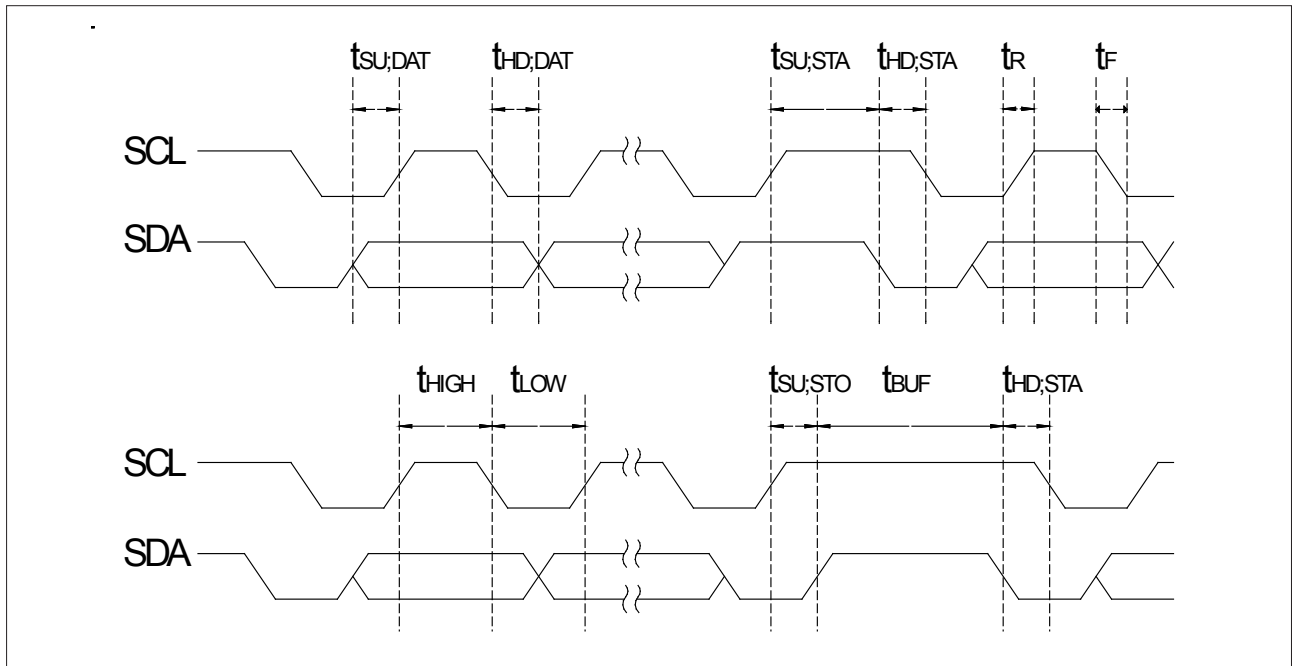 tSU;DAT tHD;DAT tSU;STA tHD;STA tR tF
SCL
SDA
tHIGH tLOW tSU;STO tBUF tHD;STA
SCL
SDA